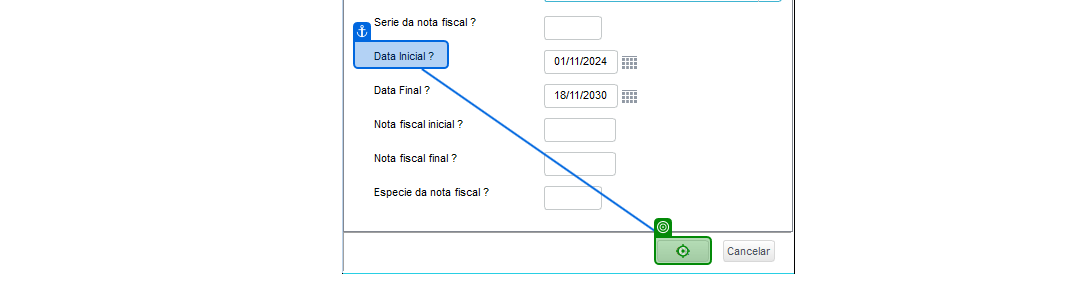 Serie da nota fiscal ?
Data Inicial ? 01/11/2024
Data Final ? 18/11/2030
Nota fiscal inicial ?
Nota fiscal final ?
Especie da nota fiscal ?
Cancelar